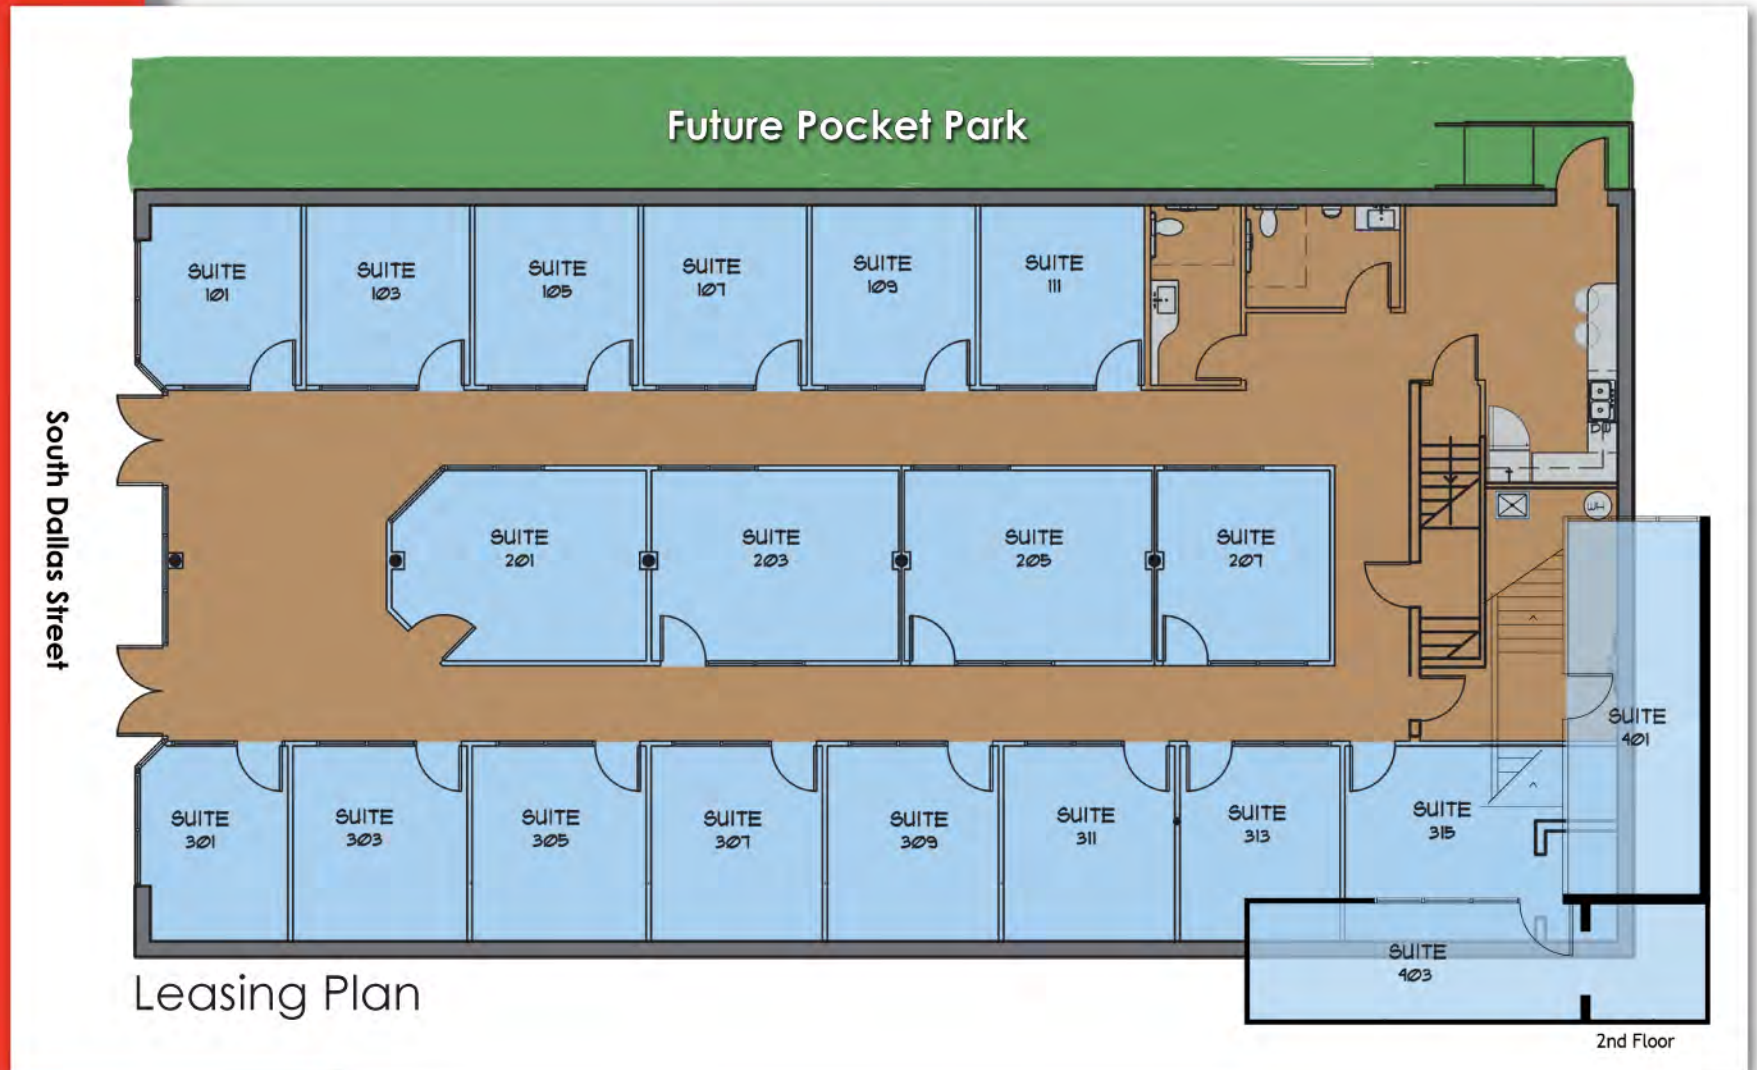 Future Pocket Park
SUITE
101
SUITE
103
SUITE
105
SUITE
107
SUITE
109
SUITE
111
South Dallas Street
SUITE
201
SUITE
203
SUITE
205
SUITE
207
SUITE
401
SUITE
301
SUITE
303
SUITE
305
SUITE
307
SUITE
309
SUITE
311
SUITE
313
SUITE
315
SUITE
403
Leasing Plan
2nd Floor